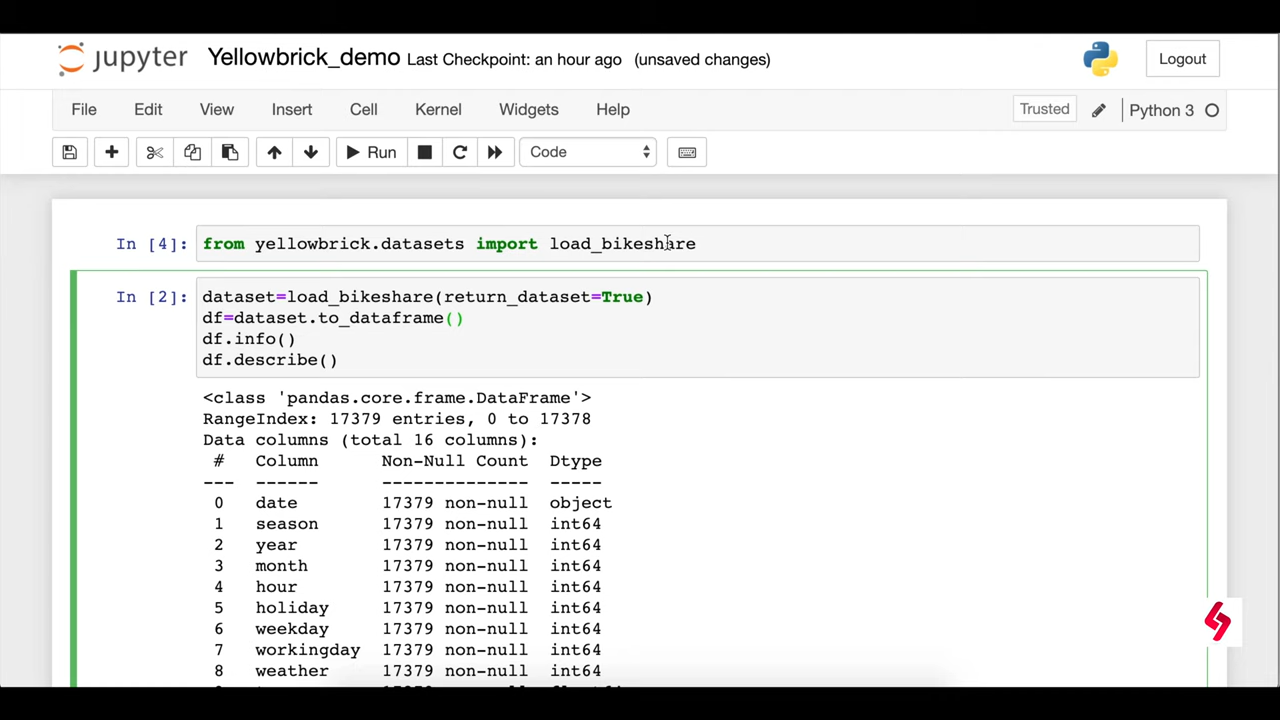 jupyter Yellowbrick_demo Last Checkpoint: an hour ago (unsaved changes) Logout
File Edit View Insert Cell Kernel Widgets Help Trusted Python 3
Run Code
In [4]: from yellowbrick.datasets import load_bikeshare
In [2]: dataset=load_bikeshare(return_dataset=True)
df=dataset.to_dataframe()
df.info()
df.describe()
<class 'pandas.core.frame.DataFrame'>
RangeIndex: 17379 entries, 0 to 17378
Data columns (total 16 columns):
# Column Non-Null Count Dtype
--- ------ -------------- -----
0 date 17379 non-null object
1 season 17379 non-null int64
2 year 17379 non-null int64
3 month 17379 non-null int64
4 hour 17379 non-null int64
5 holiday 17379 non-null int64
6 weekday 17379 non-null int64
7 workingday 17379 non-null int64
8 weather 17379 non-null int64